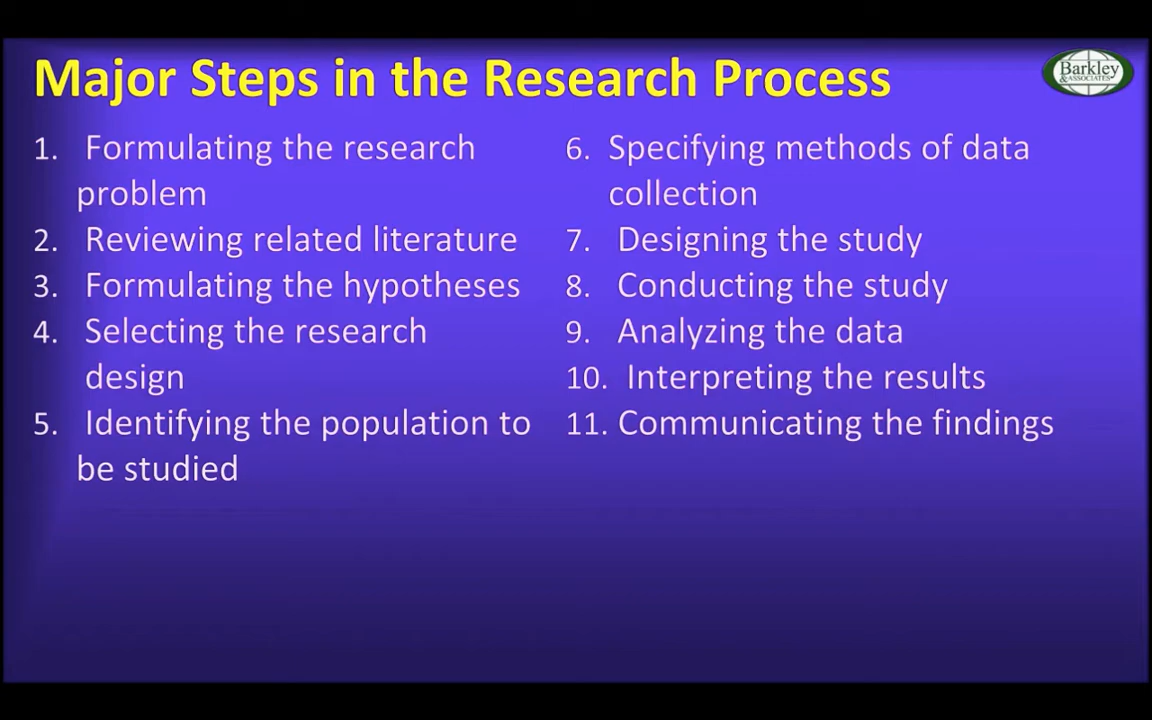 Major Steps in the Research Process
Barkley
& ASSOCIATES
1. Formulating the research
problem
2. Reviewing related literature
3. Formulating the hypotheses
4. Selecting the research
design
5. Identifying the population to
be studied
6. Specifying methods of data
collection
7. Designing the study
8. Conducting the study
9. Analyzing the data
10. Interpreting the results
11. Communicating the findings